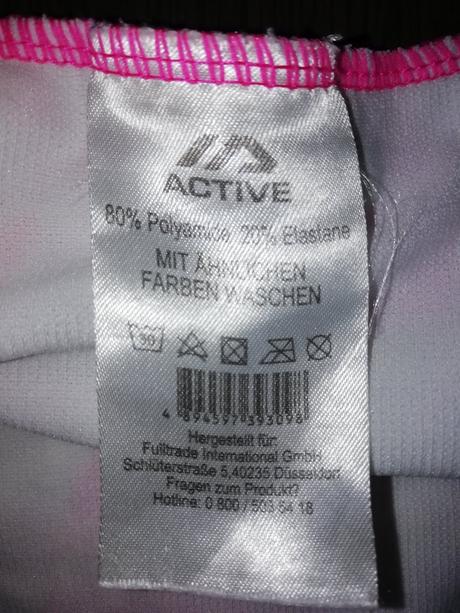 ACTIVE
80% Polyamide 20% Elastane
MIT ÄHNLICHEN
FARBEN WASCHEN
30
4 894597 393098
Hergestellt für:
Fulltrade International GmbH
Schlüterstraße 5,40235 Düsseldorf
Fragen zum Produkt?
Hotline: 0 800 / 503 54 18